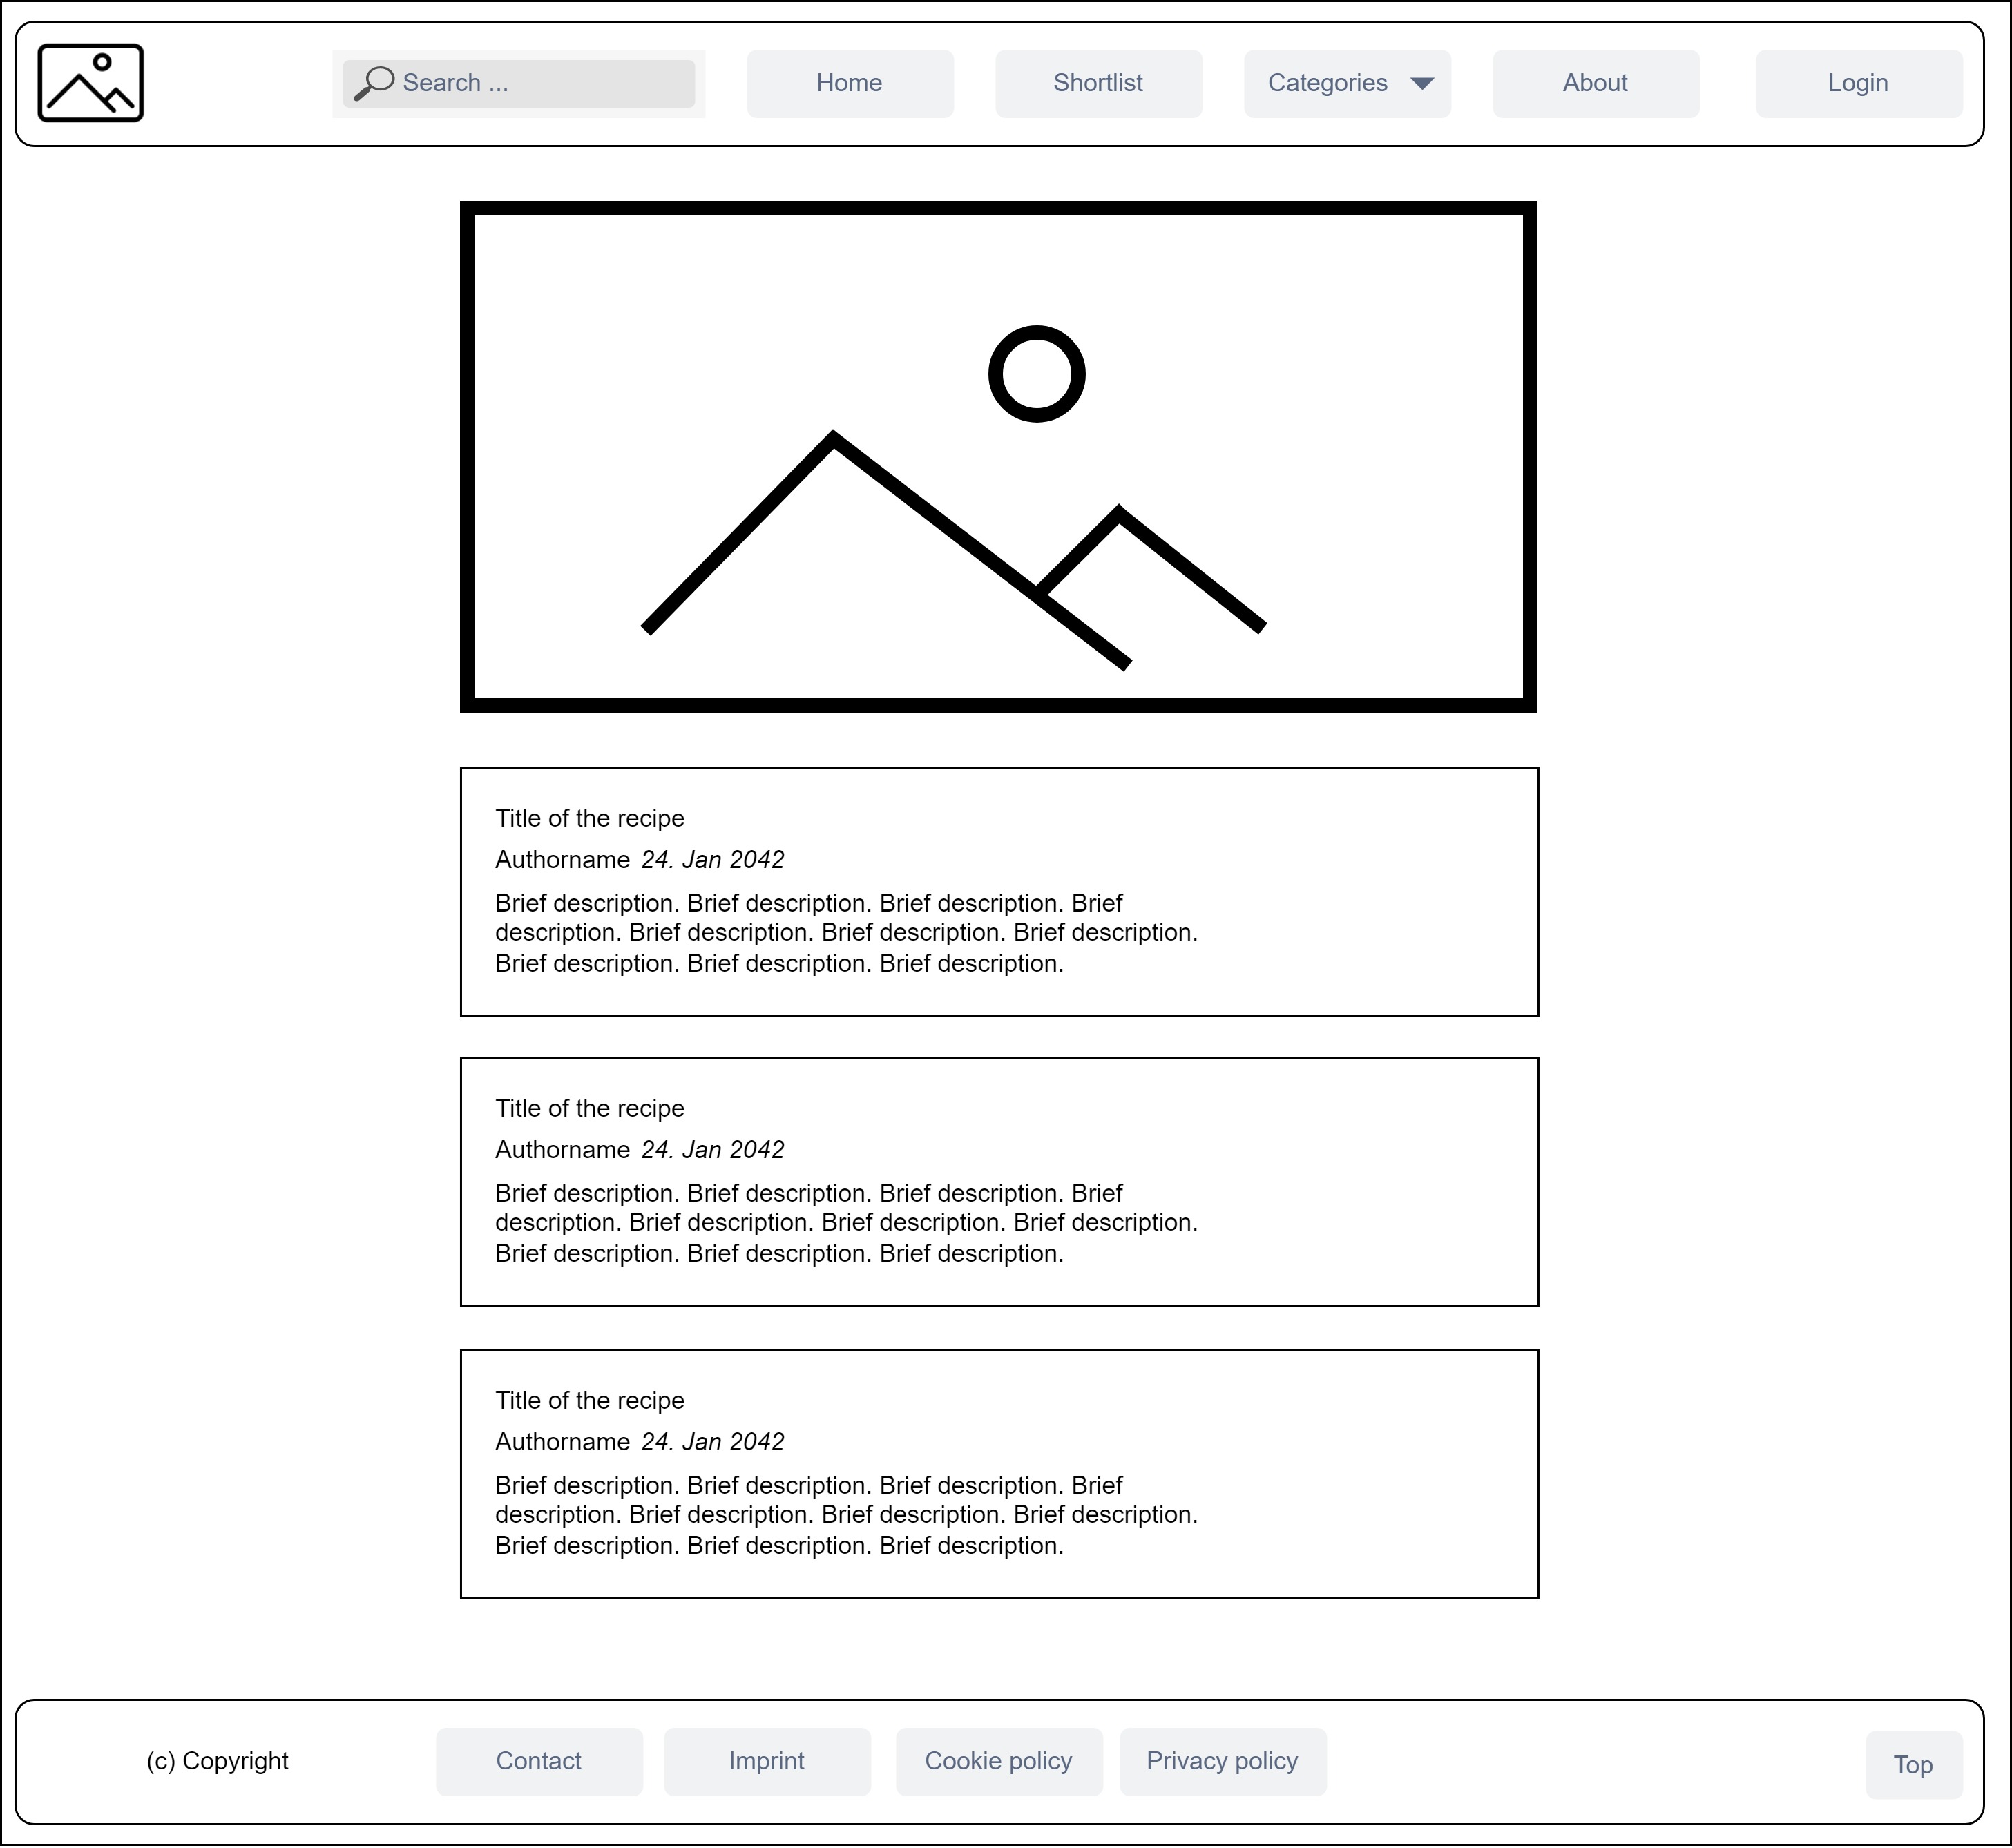 Search ... Home Shortlist Categories About Login
Title of the recipe
Authorname 24. Jan 2042
Brief description. Brief description. Brief description. Brief
description. Brief description. Brief description. Brief description.
Brief description. Brief description. Brief description.
Title of the recipe
Authorname 24. Jan 2042
Brief description. Brief description. Brief description. Brief
description. Brief description. Brief description. Brief description.
Brief description. Brief description. Brief description.
Title of the recipe
Authorname 24. Jan 2042
Brief description. Brief description. Brief description. Brief
description. Brief description. Brief description. Brief description.
Brief description. Brief description. Brief description.
(c) Copyright Contact Imprint Cookie policy Privacy policy Top